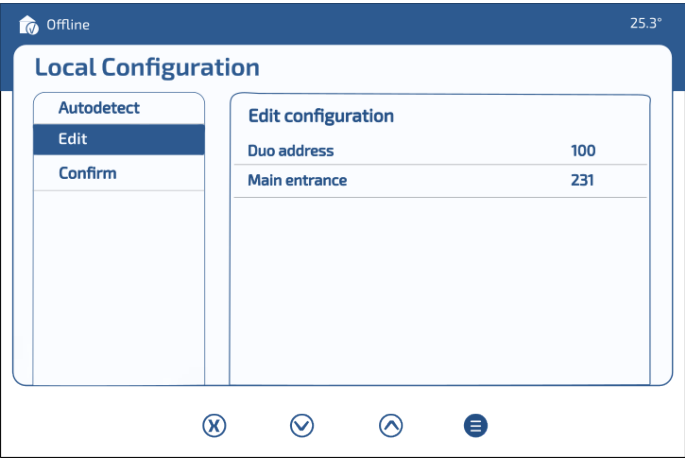 Offline
25.3°
Local Configuration
Autodetect
Edit
Confirm
Edit configuration
Duo address 100
Main entrance 231
X